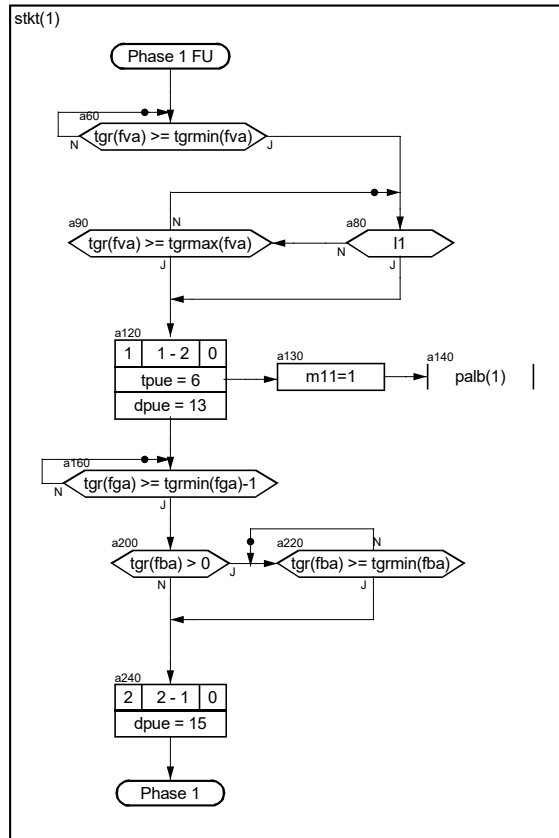 stkt(1)
Phase 1 FU
a60
tgr(fva) >= tgrmin(fva)
N
J
N
a90
a80
tgr(fva) >= tgrmax(fva)
N
l1
J
J
a120
1 1 - 2 0
a130
a140
tpue = 6
m11=1
palb(1)
dpue = 13
a160
tgr(fga) >= tgrmin(fga)-1
N
J
a200
a220
N
tgr(fba) > 0
J
tgr(fba) >= tgrmin(fba)
N
J
a240
2 2 - 1 0
dpue = 15
Phase 1